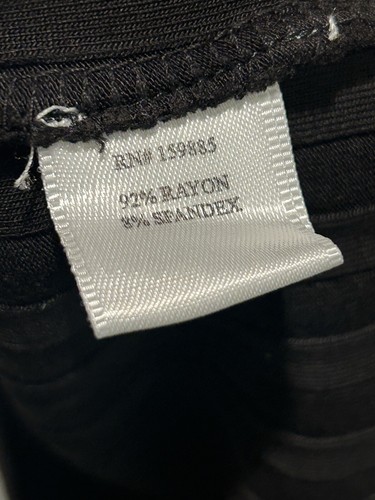 RN# 159885
92% RAYON
8% SPANDEX